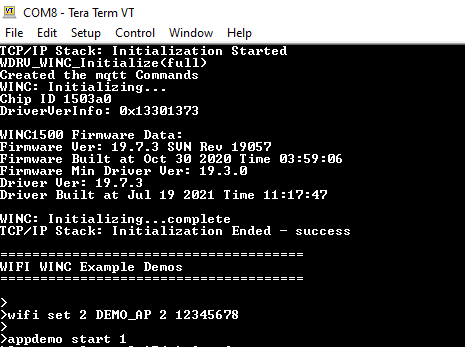 COM8 - Tera Term VT
File Edit Setup Control Window Help
TCP/IP Stack: Initialization Started
WDRV_WINC_Initialize(full)
Created the mqtt Commands
WINC: Initializing...
Chip ID 1503a0
DriverVerInfo: 0x13301373
WINC1500 Firmware Data:
Firmware Ver: 19.7.3 SVN Rev 19057
Firmware Built at Oct 30 2020 Time 03:59:06
Firmware Min Driver Ver: 19.3.0
Driver Ver: 19.7.3
Driver Built at Jul 19 2021 Time 11:17:47
WINC: Initializing...complete
TCP/IP Stack: Initialization Ended - success
======================================
WIFI WINC Example Demos
======================================
>
>wifi set 2 DEMO_AP 2 12345678
>
>appdemo start 1